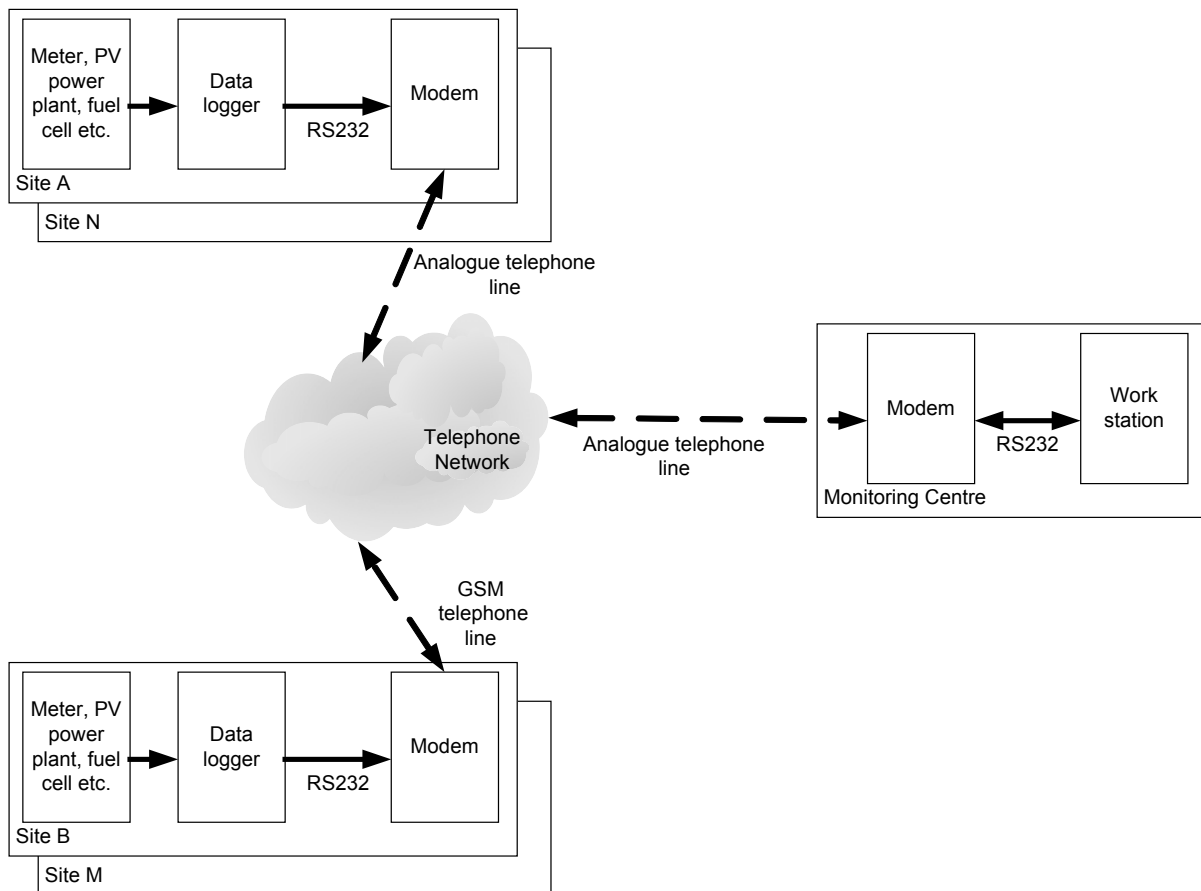 Meter, PV
power
plant, fuel
cell etc.
Data
logger
RS232
Modem
Site A
Site N
Analogue telephone
line
Telephone
Network
Analogue telephone
line
Modem
RS232
Work
station
Monitoring Centre
GSM
telephone
line
Meter, PV
power
plant, fuel
cell etc.
Data
logger
RS232
Modem
Site B
Site M